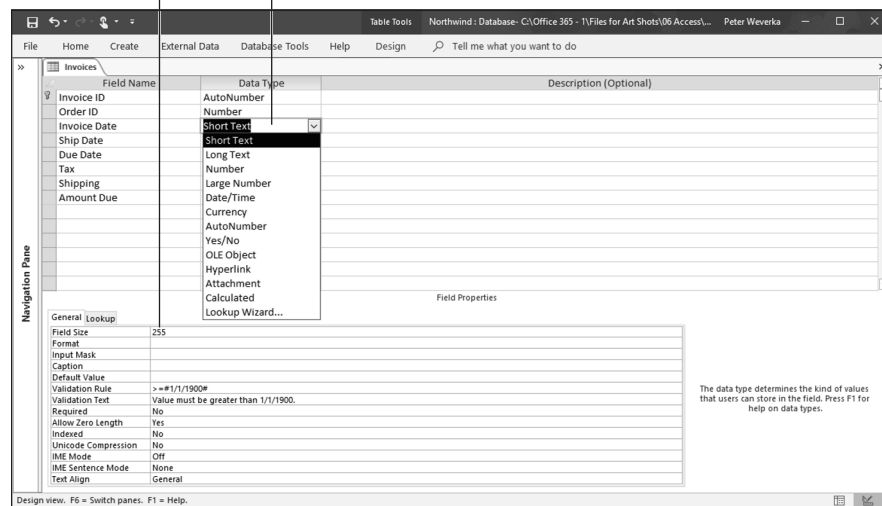 Table Tools Northwind : Database- C:\Office 365 - 1\Files for Art Shots\06 Access\... Peter Weverka
File Home Create External Data Database Tools Help Design Tell me what you want to do
Invoices
Field Name Data Type Description (Optional)
Invoice ID AutoNumber
Order ID Number
Invoice Date Short Text
Ship Date Short Text
Due Date Long Text
Tax Number
Shipping Large Number
Amount Due Date/Time
Currency
AutoNumber
Yes/No
OLE Object
Hyperlink
Attachment
Calculated
Lookup Wizard...
Navigation Pane
Field Properties
General Lookup
Field Size 255
Format
Input Mask
Caption
Default Value
Validation Rule >=#1/1/1900#
Validation Text Value must be greater than 1/1/1900.
Required No
Allow Zero Length Yes
Indexed No
Unicode Compression No
IME Mode Off
IME Sentence Mode None
Text Align General
The data type determines the kind of values
that users can store in the field. Press F1 for
help on data types.
Design view. F6 = Switch panes. F1 = Help.